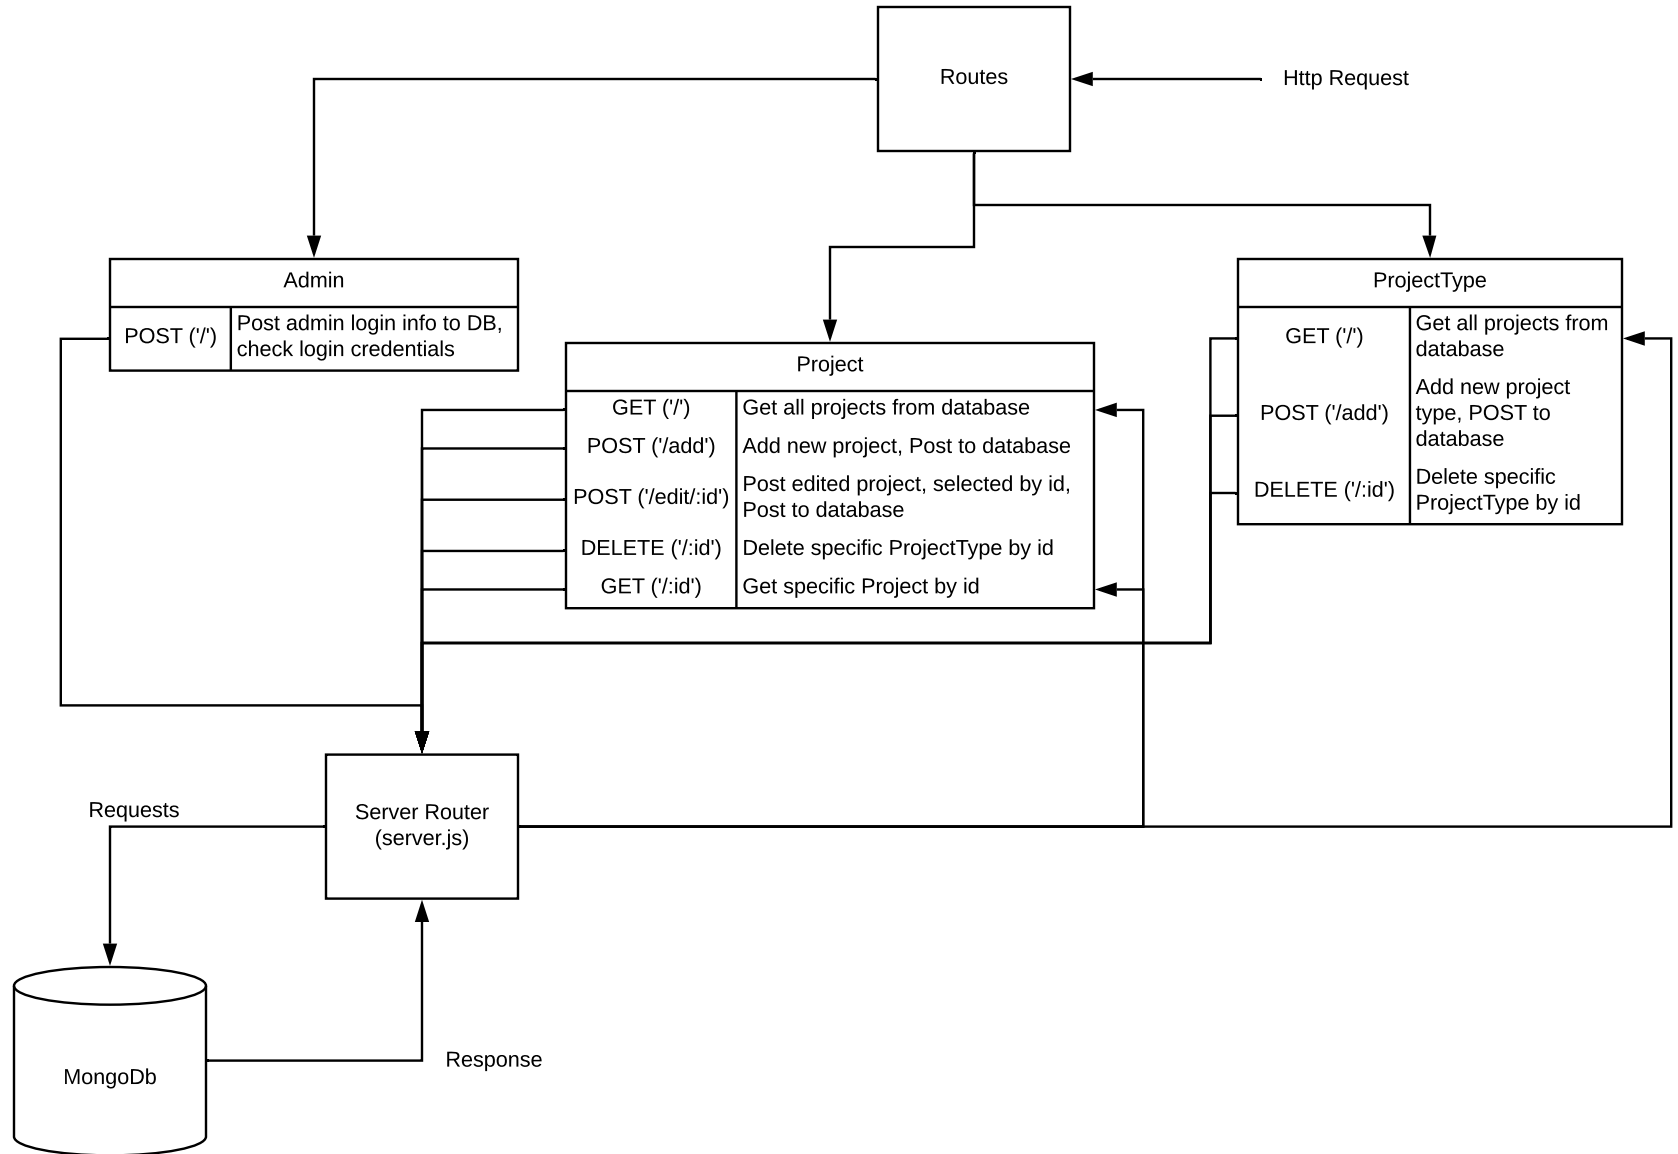 Routes
Http Request
Admin
POST ('/')
Post admin login info to DB,
check login credentials
Project
GET ('/')
Get all projects from database
POST ('/add')
Add new project, Post to database
POST ('/edit/:id')
Post edited project, selected by id,
Post to database
DELETE ('/:id')
Delete specific ProjectType by id
GET ('/:id')
Get specific Project by id
ProjectType
GET ('/')
Get all projects from
database
POST ('/add')
Add new project
type, POST to
database
DELETE ('/:id')
Delete specific
ProjectType by id
Server Router
(server.js)
Requests
Response
MongoDb